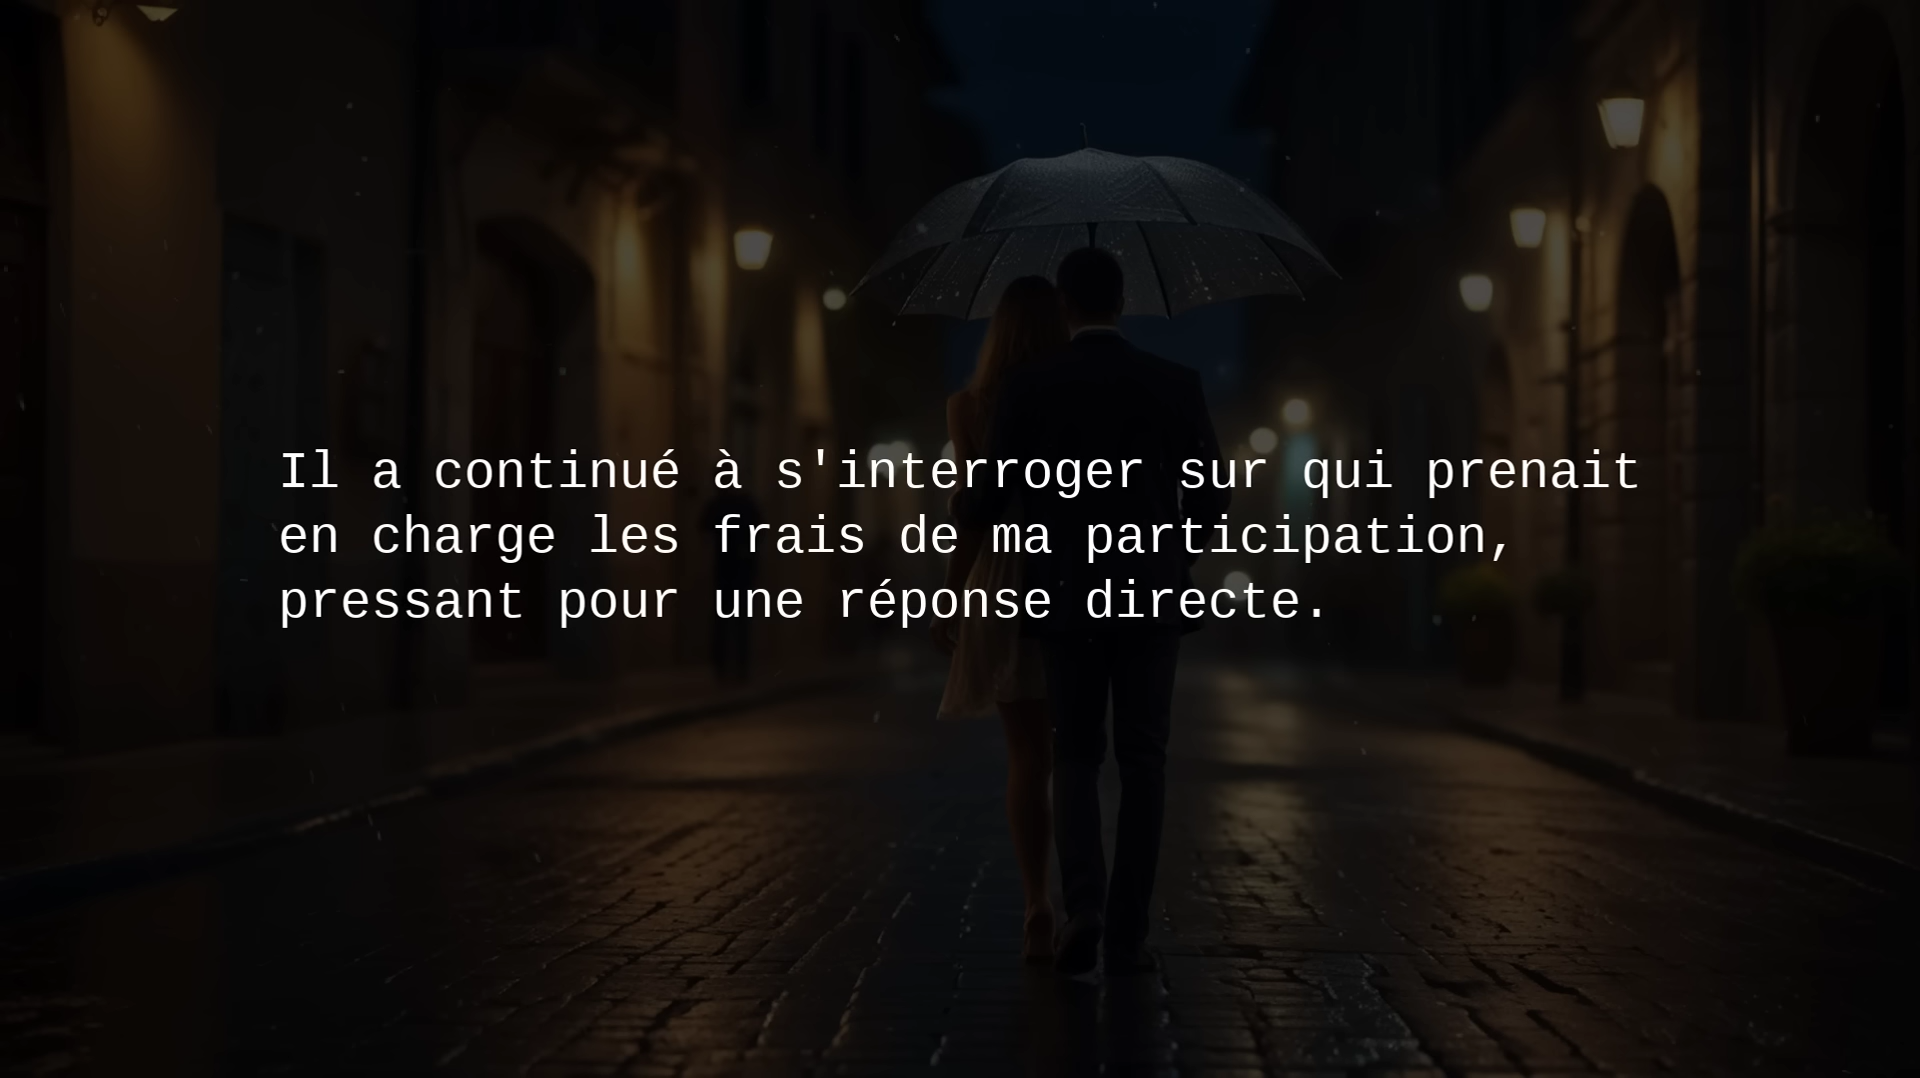 Il a continué à s'interroger sur qui prenait
en charge les frais de ma participation,
pressant pour une réponse directe.